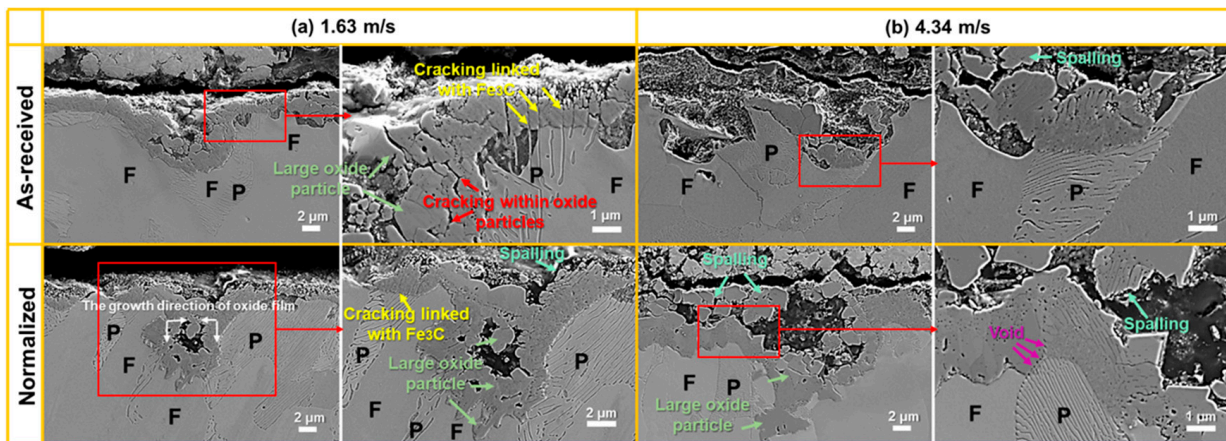 (a) 1.63 m/s
(b) 4.34 m/s
As-received
F
F
P
F
2 µm
Cracking linked
with Fe3C
P
F
Large oxide
particle
Cracking within oxide
particles
1 µm
P
F
F
2 µm
Spalling
F
P
F
1 µm
Normalized
The growth direction of oxide film
P
F
P
F
2 µm
Spalling
Cracking linked
with Fe3C
P
Large oxide
particle
P
F
2 µm
Spalling
F
P
Large oxide
particle
2 µm
Spalling
Void
F
P
1 µm